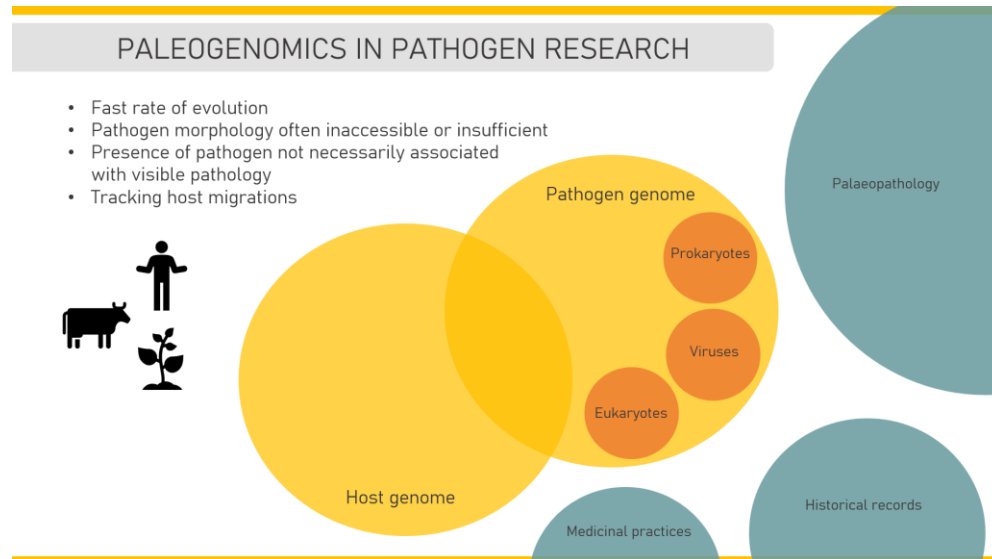 PALEOGENOMICS IN PATHOGEN RESEARCH
• Fast rate of evolution
• Pathogen morphology often inaccessible or insufficient
• Presence of pathogen not necessarily associated
with visible pathology
• Tracking host migrations
Palaeopathology
Pathogen genome
Prokaryotes
Viruses
Eukaryotes
Host genome
Historical records
Medicinal practices